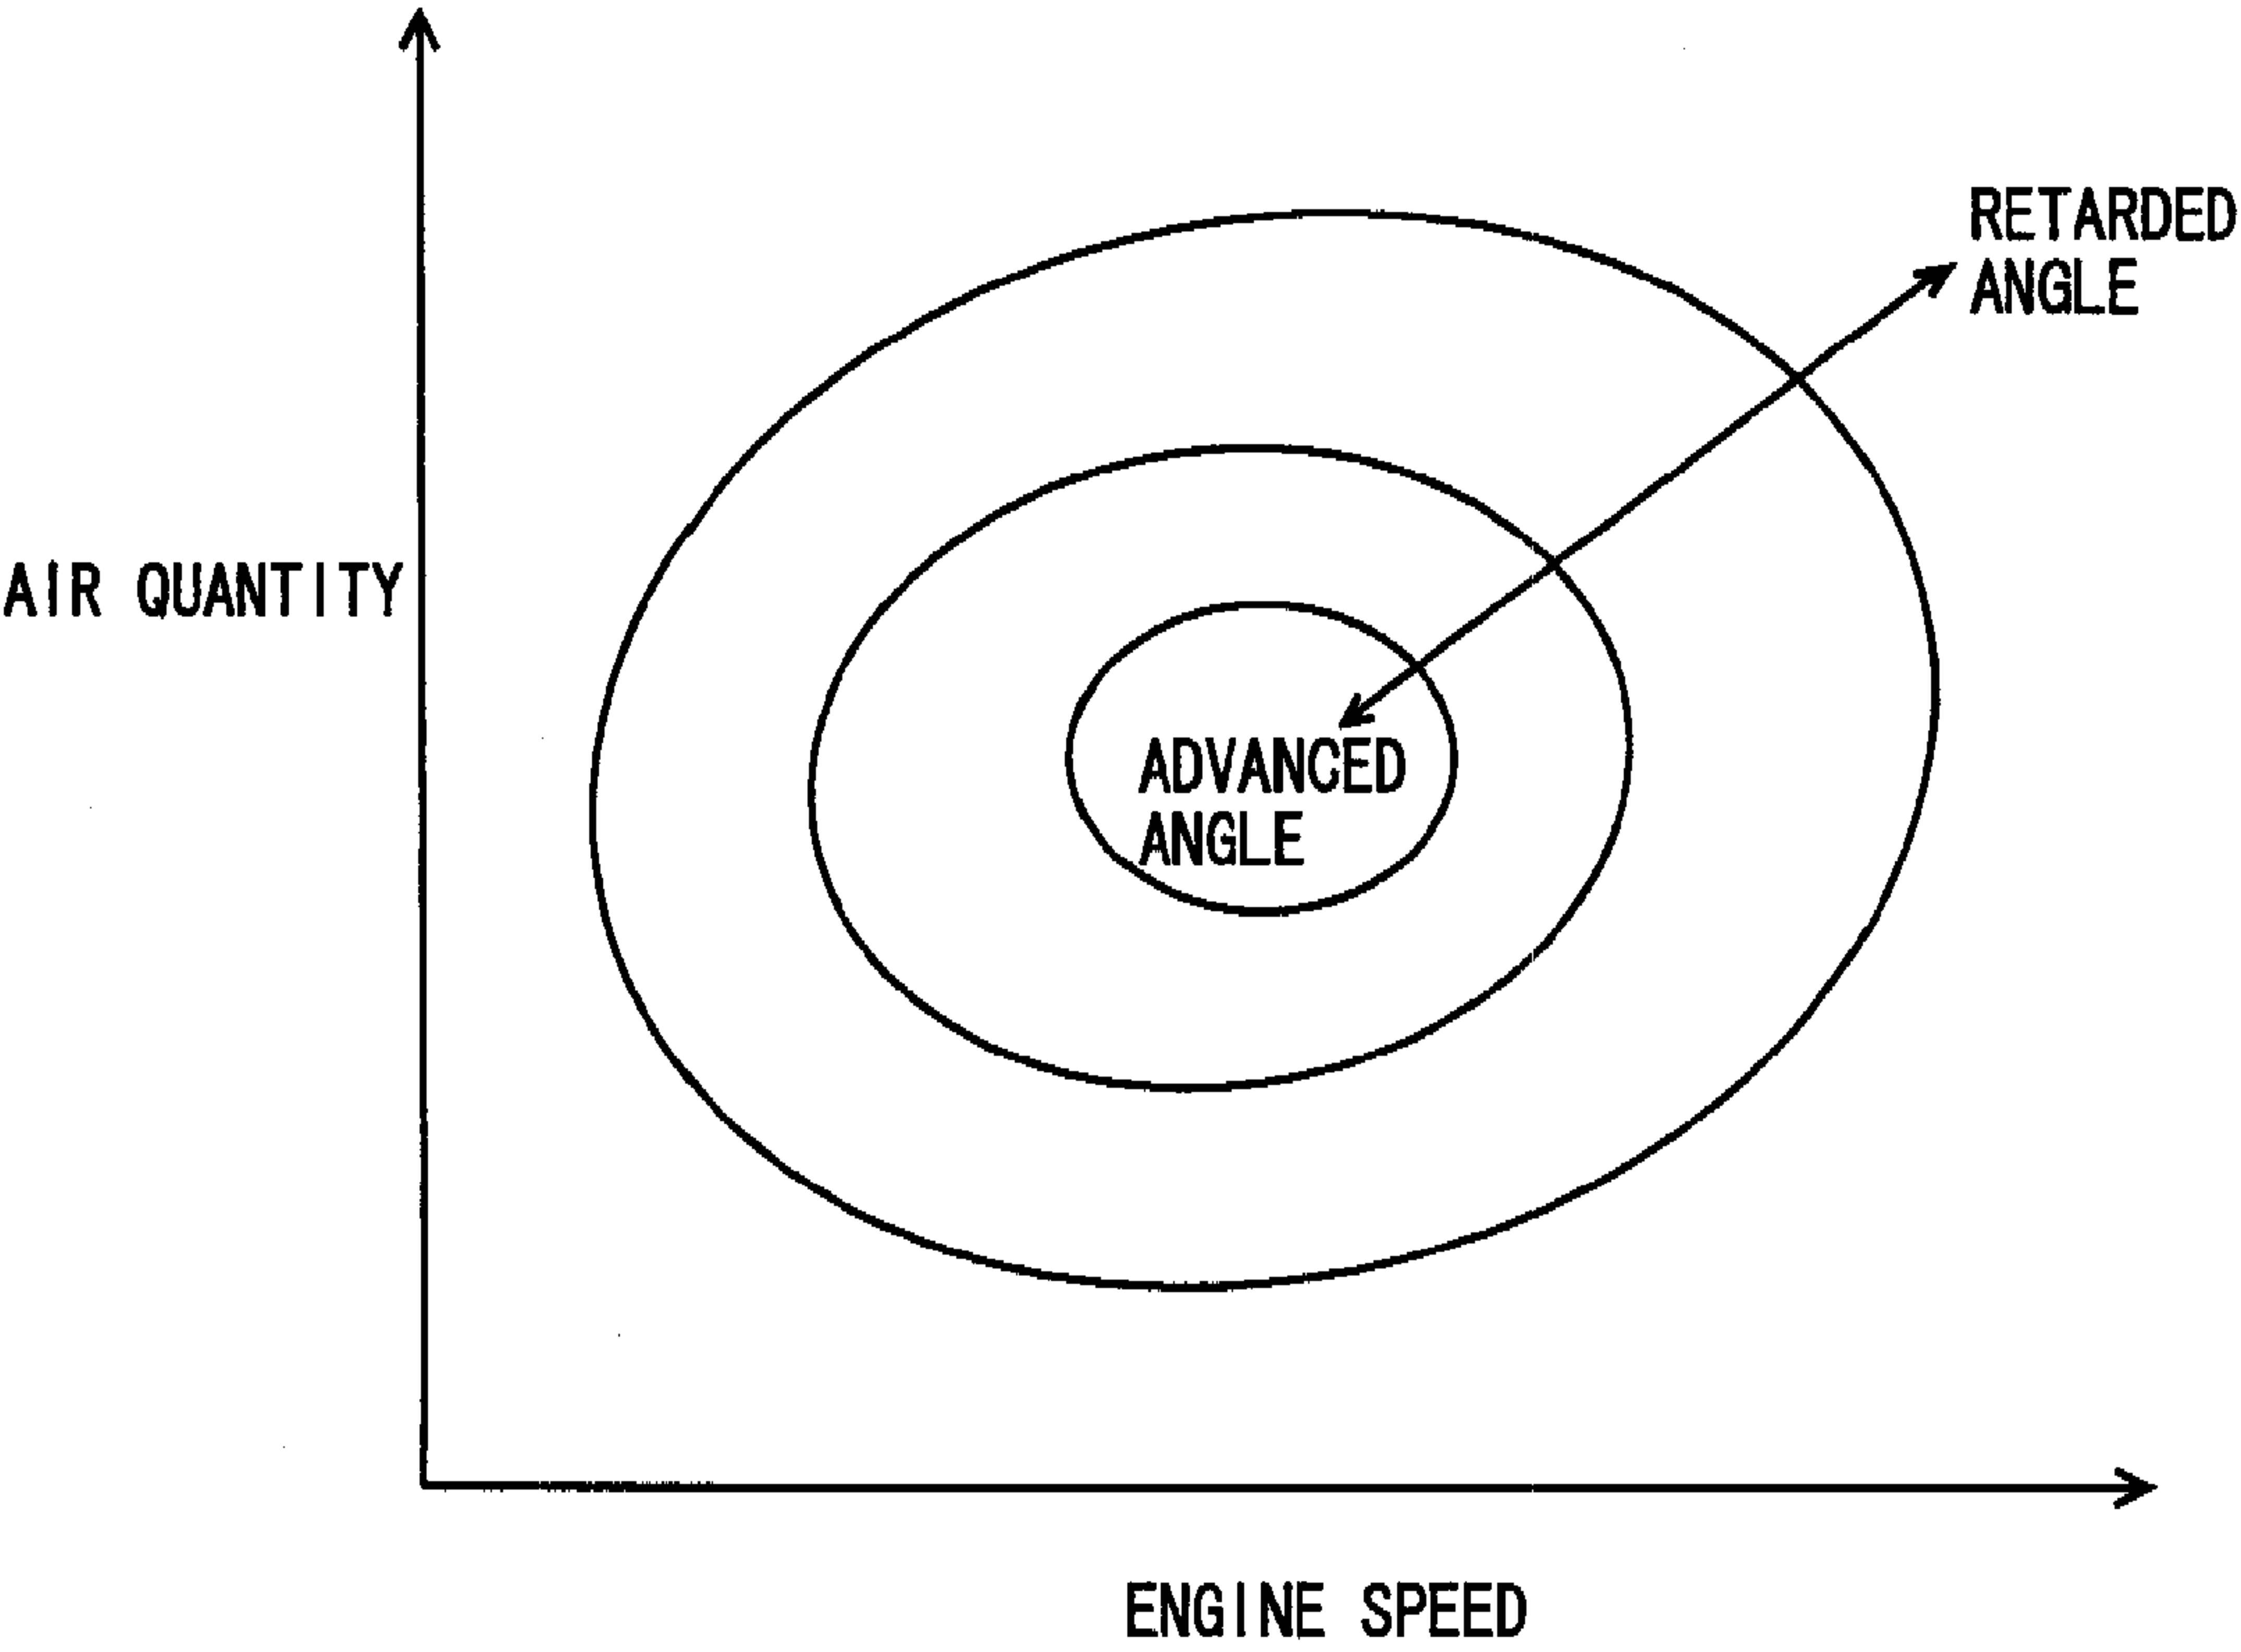 RETARDED
ANGLE
AIR QUANTITY
ADVANCED
ANGLE
ENGINE SPEED